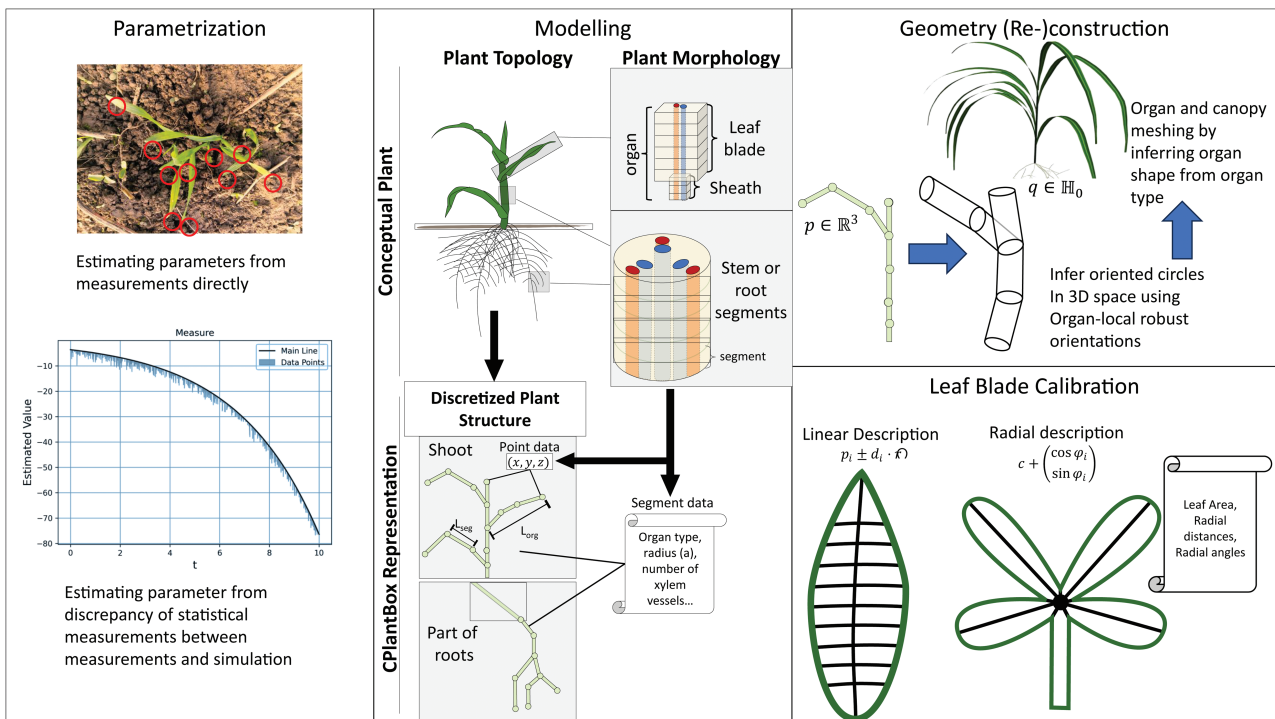 Parametrization
Estimating parameters from
measurements directly
Measure
Main Line
Data Points
Estimated Value
−10
−20
−30
−40
−50
−60
−70
−80
0
2
4
6
8
10
t
Estimating parameter from
discrepancy of statistical
measurements between
measurements and simulation
Modelling
Plant Topology
Plant Morphology
Conceptual Plant
organ
Leaf
blade
Sheath
Stem or
root
segments
segment
CPlantBox Representation
Discretized Plant
Structure
Shoot
Point data
(x, y, z)
L_seg
L_org
Part of
roots
Segment data
Organ type,
radius (a),
number of
xylem
vessels...
Geometry (Re-)construction
p ∈ ℝ³
q ∈ ℍ₀
Organ and canopy
meshing by
inferring organ
shape from organ
type
Infer oriented circles
In 3D space using
Organ-local robust
orientations
Leaf Blade Calibration
Linear Description
p_i ± d_i ·
Radial description
c + (cos φ_i
sin φ_i)
Leaf Area,
Radial
distances,
Radial angles